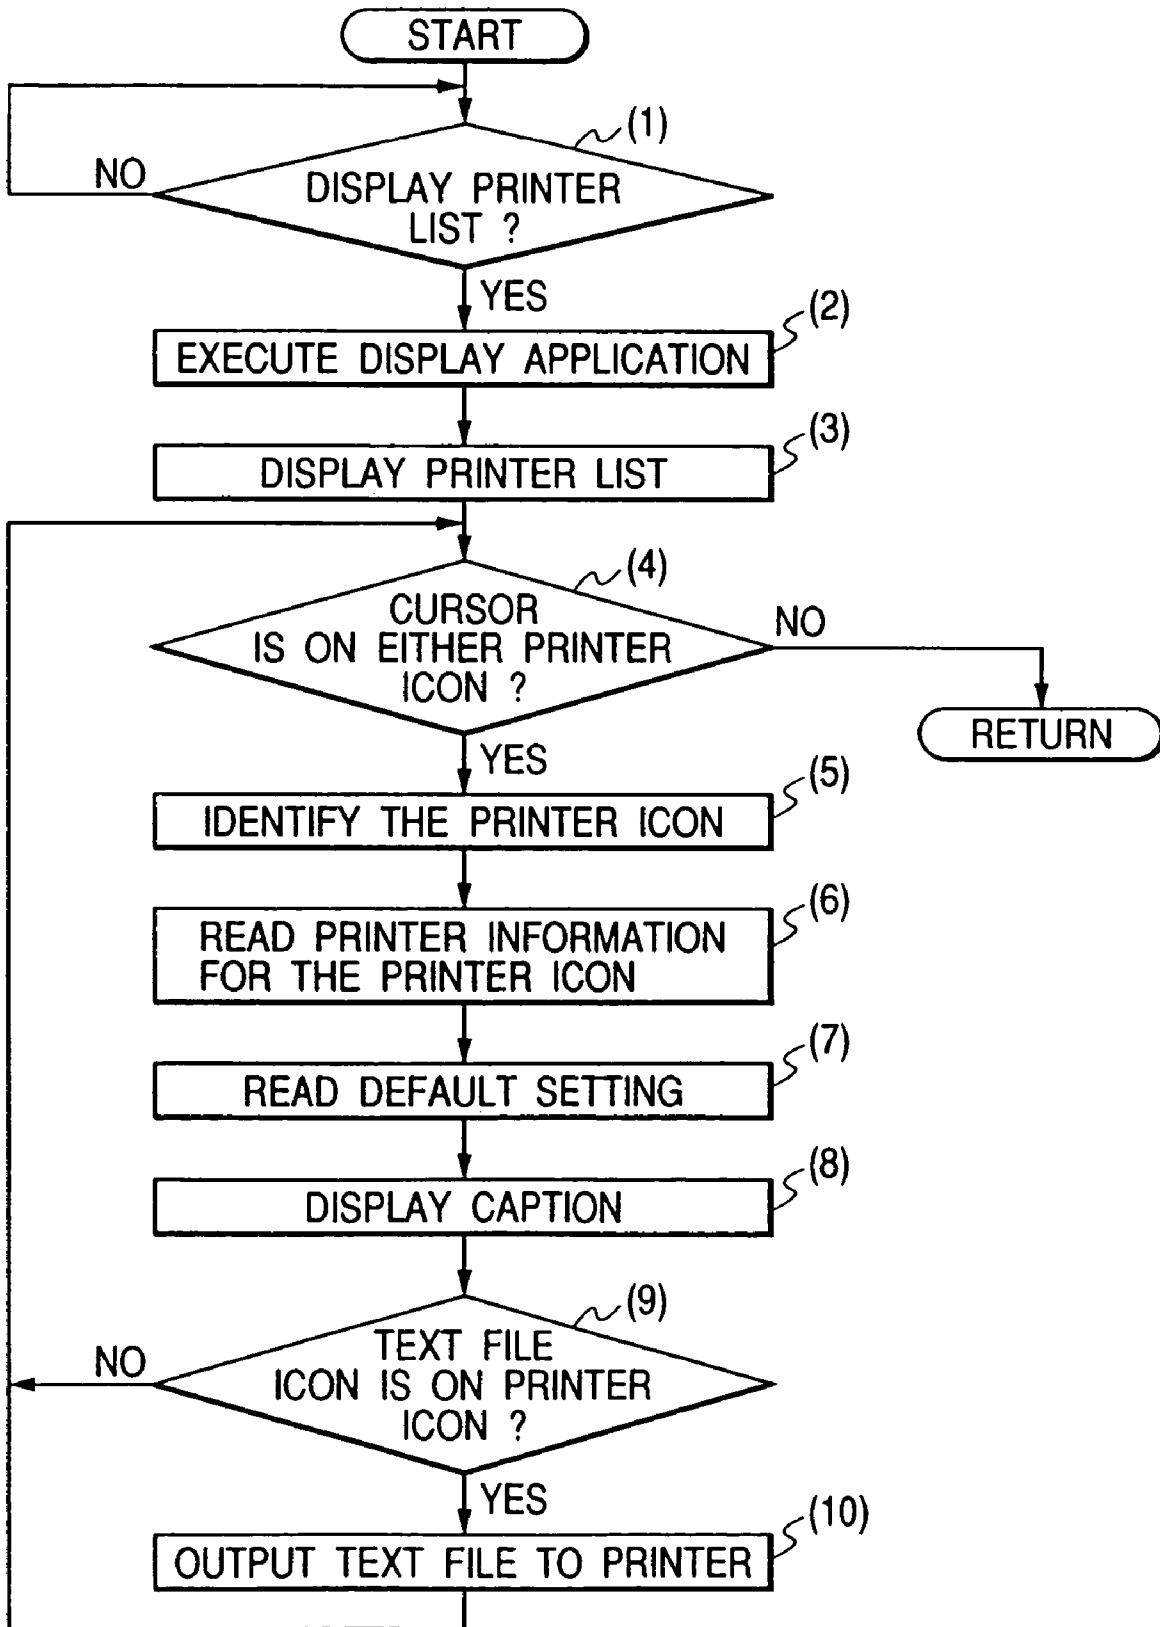 START
(1)
NO
DISPLAY PRINTER
LIST ?
YES
(2)
EXECUTE DISPLAY APPLICATION
(3)
DISPLAY PRINTER LIST
(4)
CURSOR
IS ON EITHER PRINTER
ICON ?
NO
RETURN
YES
(5)
IDENTIFY THE PRINTER ICON
(6)
READ PRINTER INFORMATION
FOR THE PRINTER ICON
(7)
READ DEFAULT SETTING
(8)
DISPLAY CAPTION
(9)
TEXT FILE
ICON IS ON PRINTER
ICON ?
NO
YES
(10)
OUTPUT TEXT FILE TO PRINTER